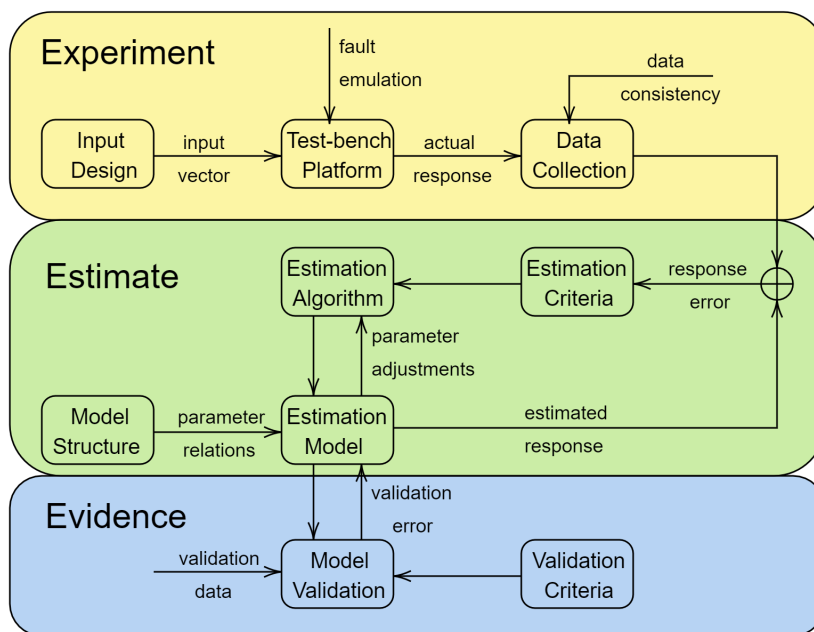 Experiment
fault
emulation
data
consistency
Input
Design
input
vector
Test-bench
Platform
actual
response
Data
Collection
Estimate
Estimation
Algorithm
Estimation
Criteria
response
error
parameter
adjustments
Model
Structure
parameter
relations
Estimation
Model
estimated
response
Evidence
validation
error
validation
data
Model
Validation
Validation
Criteria